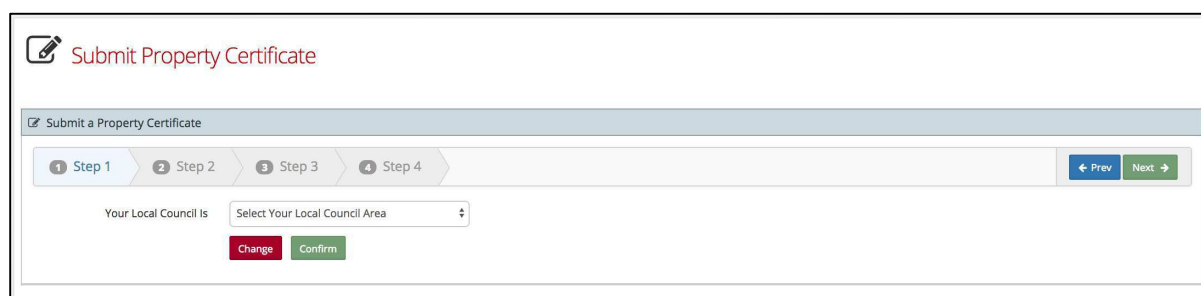 Submit Property Certificate
Submit a Property Certificate
1 Step 1 2 Step 2 3 Step 3 4 Step 4 Prev Next
Your Local Council Is Select Your Local Council Area
Change Confirm